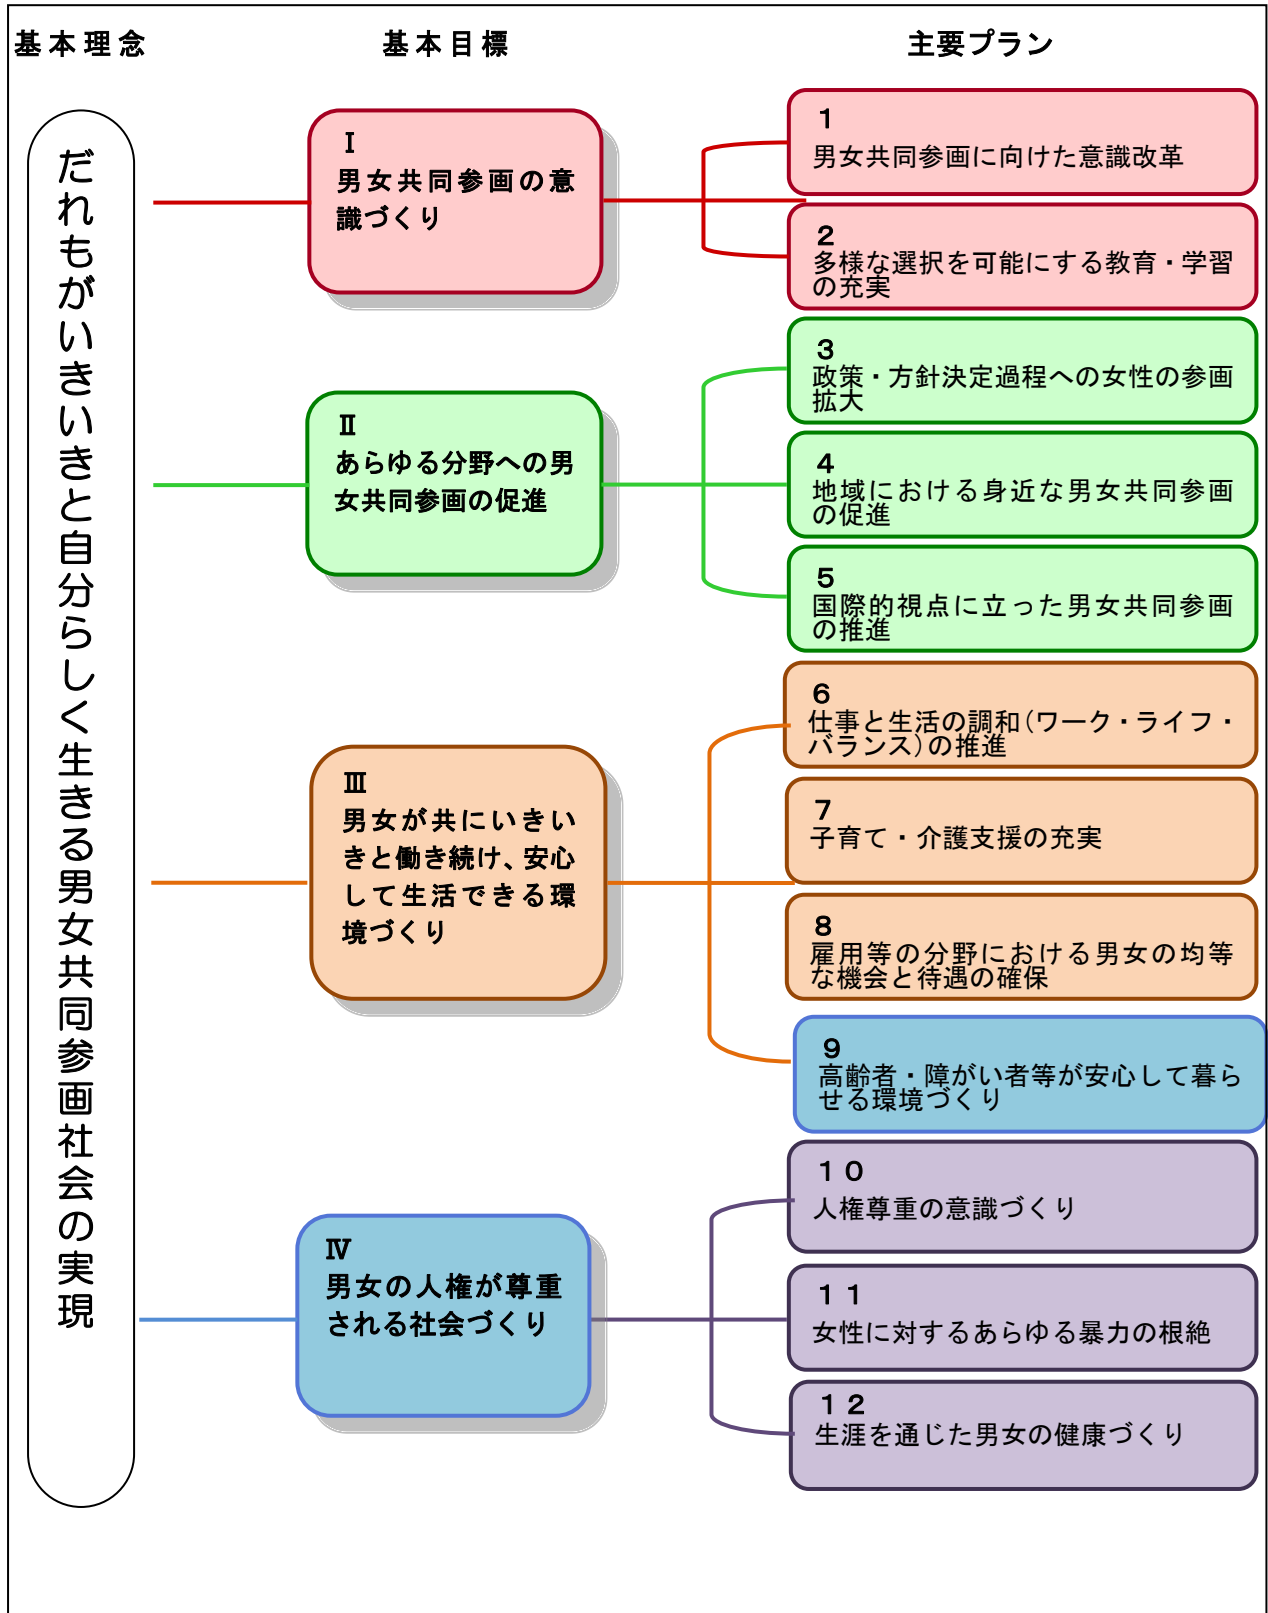 基本理念
基本目標
主要プラン
だれもがいきいきと自分らしく生きる男女共同参画社会の実現
Ⅰ
男女共同参画の意
識づくり
1
男女共同参画に向けた意識改革
2
多様な選択を可能にする教育・学習
の充実
Ⅱ
あらゆる分野への男
女共同参画の促進
3
政策・方針決定過程への女性の参画
拡大
4
地域における身近な男女共同参画
の促進
5
国際的視点に立った男女共同参画
の推進
Ⅲ
男女が共にいきい
きと働き続け、安心
して生活できる環
境づくり
6
仕事と生活の調和(ワーク・ライフ・
バランス)の推進
7
子育て・介護支援の充実
8
雇用等の分野における男女の均等
な機会と待遇の確保
9
高齢者・障がい者等が安心して暮ら
せる環境づくり
Ⅳ
男女の人権が尊重
される社会づくり
10
人権尊重の意識づくり
11
女性に対するあらゆる暴力の根絶
12
生涯を通じた男女の健康づくり